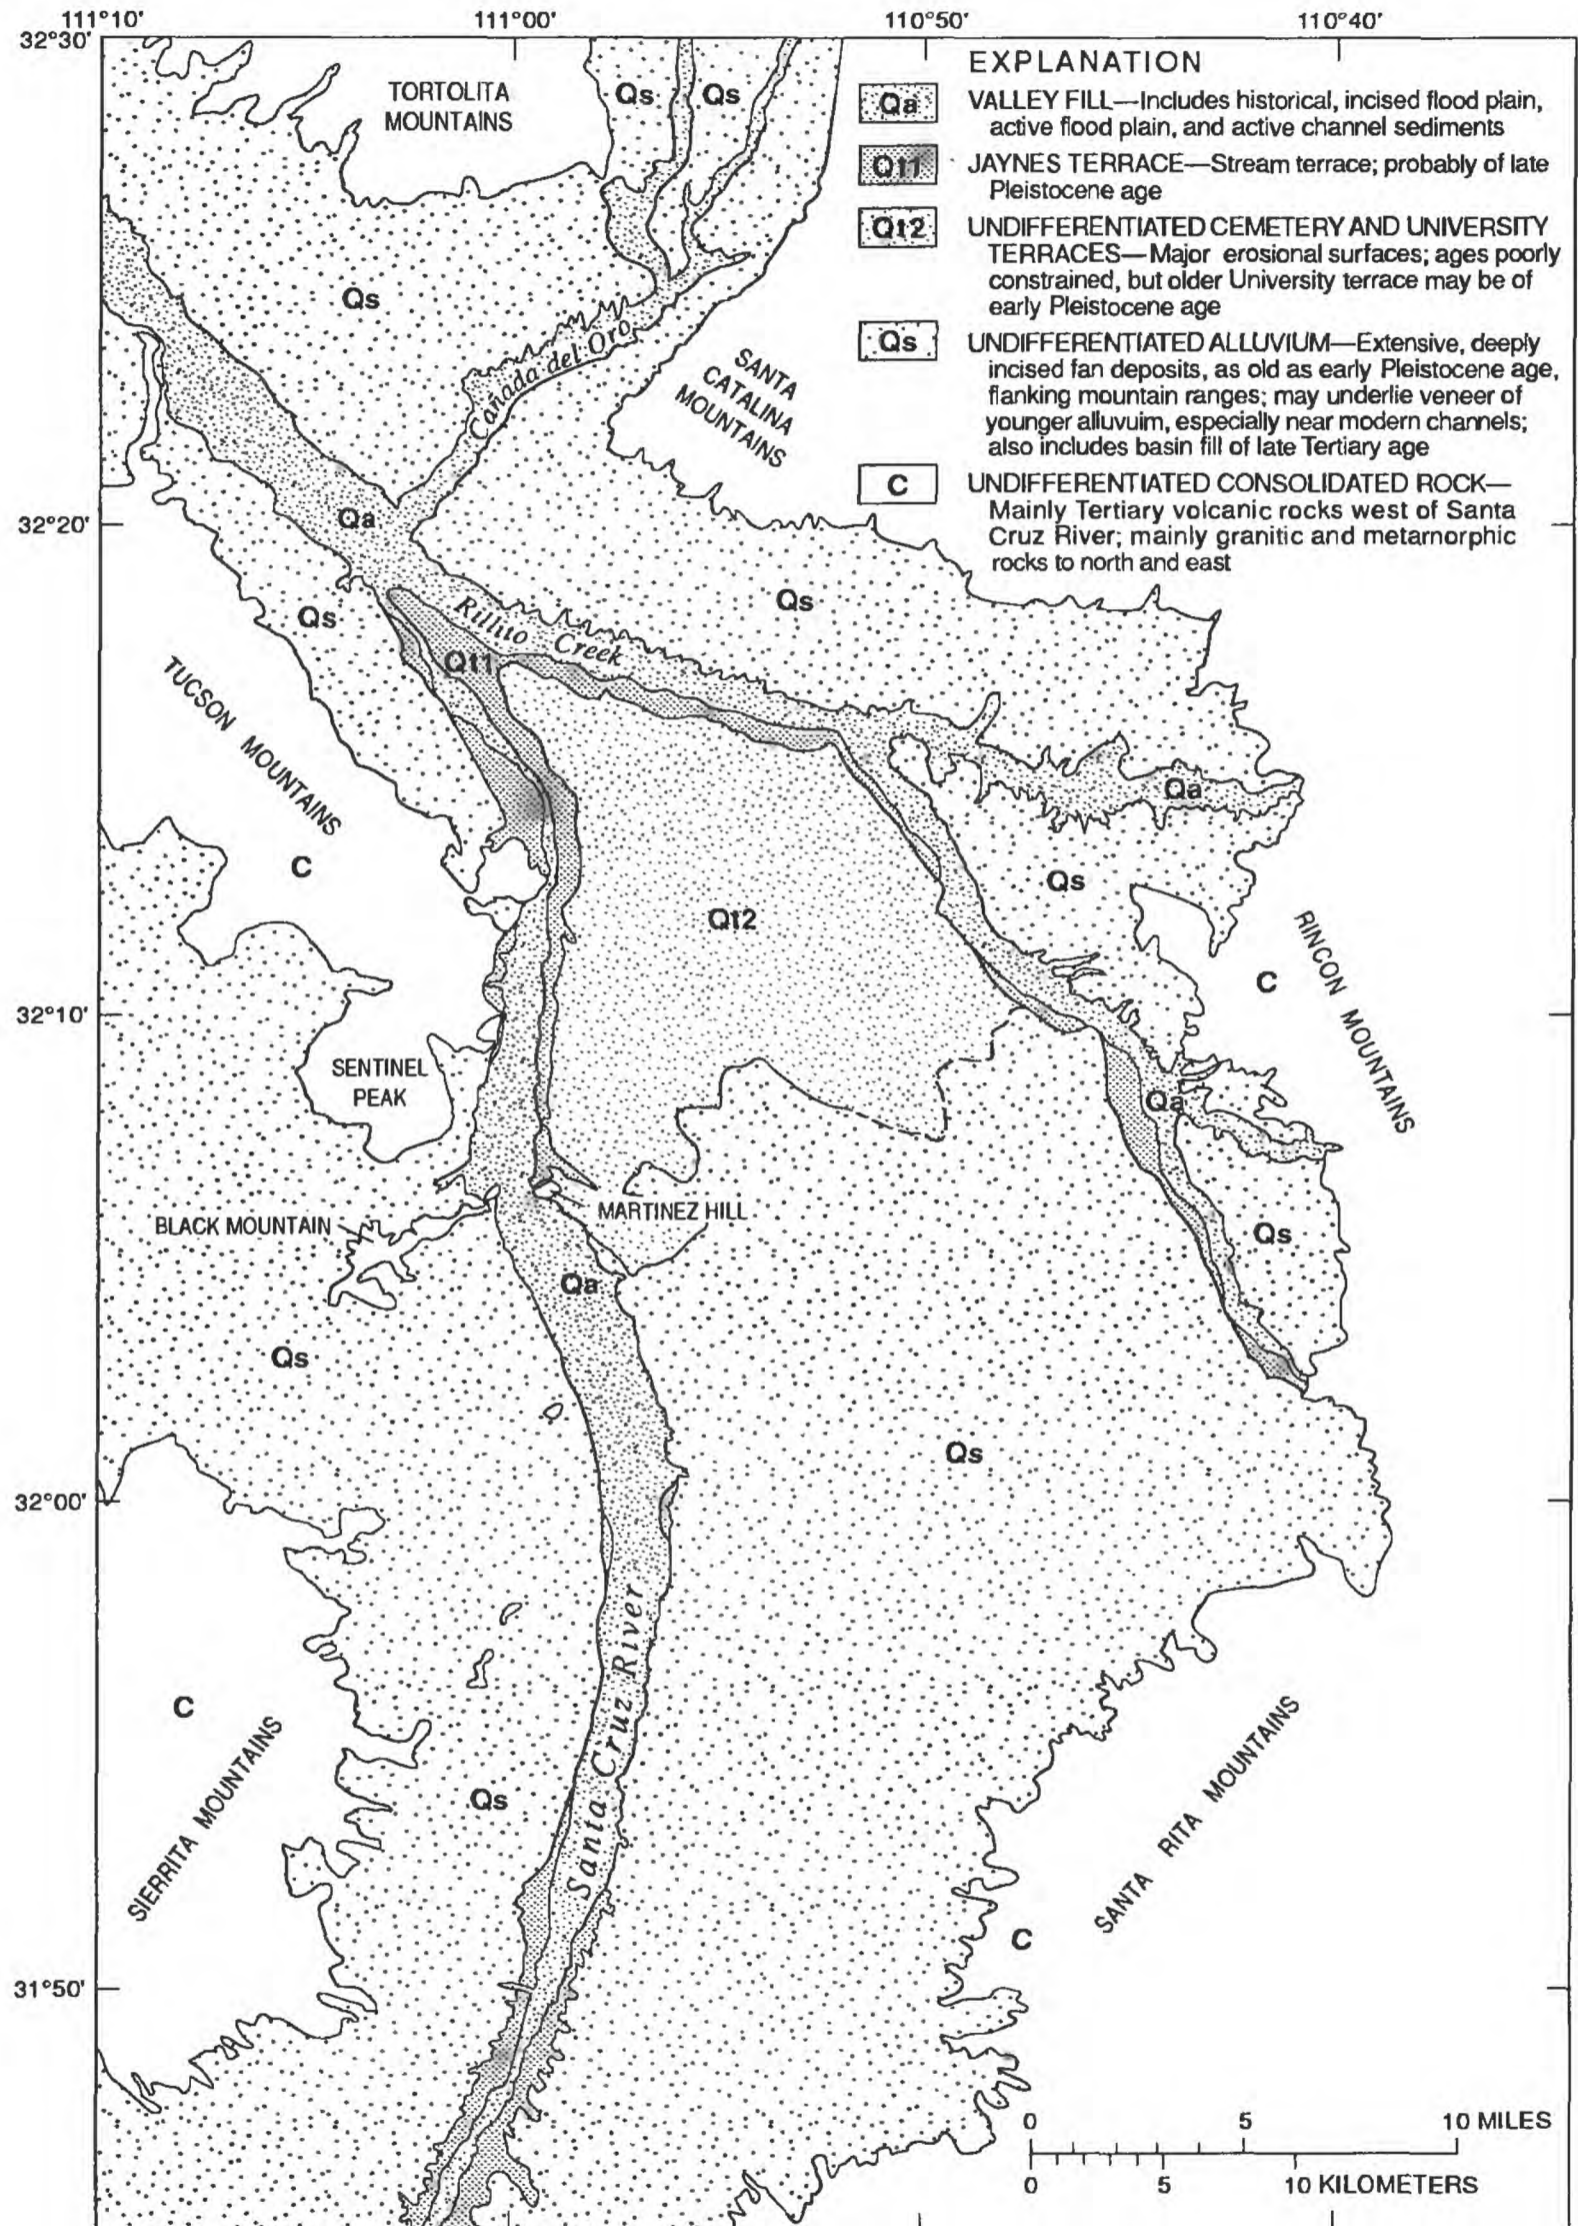 111°10'
111°00'
110°50'
110°40'
32°30'
32°20'
32°10'
32°00'
31°50'
EXPLANATION
Qa
VALLEY FILL—Includes historical, incised flood plain,
active flood plain, and active channel sediments
Qt1
JAYNES TERRACE—Stream terrace; probably of late
Pleistocene age
Qt2
UNDIFFERENTIATED CEMETERY AND UNIVERSITY
TERRACES—Major erosional surfaces; ages poorly
constrained, but older University terrace may be of
early Pleistocene age
Qs
UNDIFFERENTIATED ALLUVIUM—Extensive, deeply
incised fan deposits, as old as early Pleistocene age,
flanking mountain ranges; may underlie veneer of
younger alluvuim, especially near modern channels;
also includes basin fill of late Tertiary age
C
UNDIFFERENTIATED CONSOLIDATED ROCK—
Mainly Tertiary volcanic rocks west of Santa
Cruz River; mainly granitic and metamorphic
rocks to north and east
TORTOLITA
MOUNTAINS
Qs
Qs
Qs
Cañada del Oro
SANTA
CATALINA
MOUNTAINS
Qa
Qs
Qs
Rillito Creek
Qt1
TUCSON MOUNTAINS
Qa
C
Qs
Qt2
RINCON MOUNTAINS
C
SENTINEL
PEAK
Qa
MARTINEZ HILL
BLACK MOUNTAIN
Qs
Qa
Qs
Qs
Santa Cruz River
C
SIERRITA MOUNTAINS
Qs
SANTA RITA MOUNTAINS
C
0 5 10 MILES
0 5 10 KILOMETERS